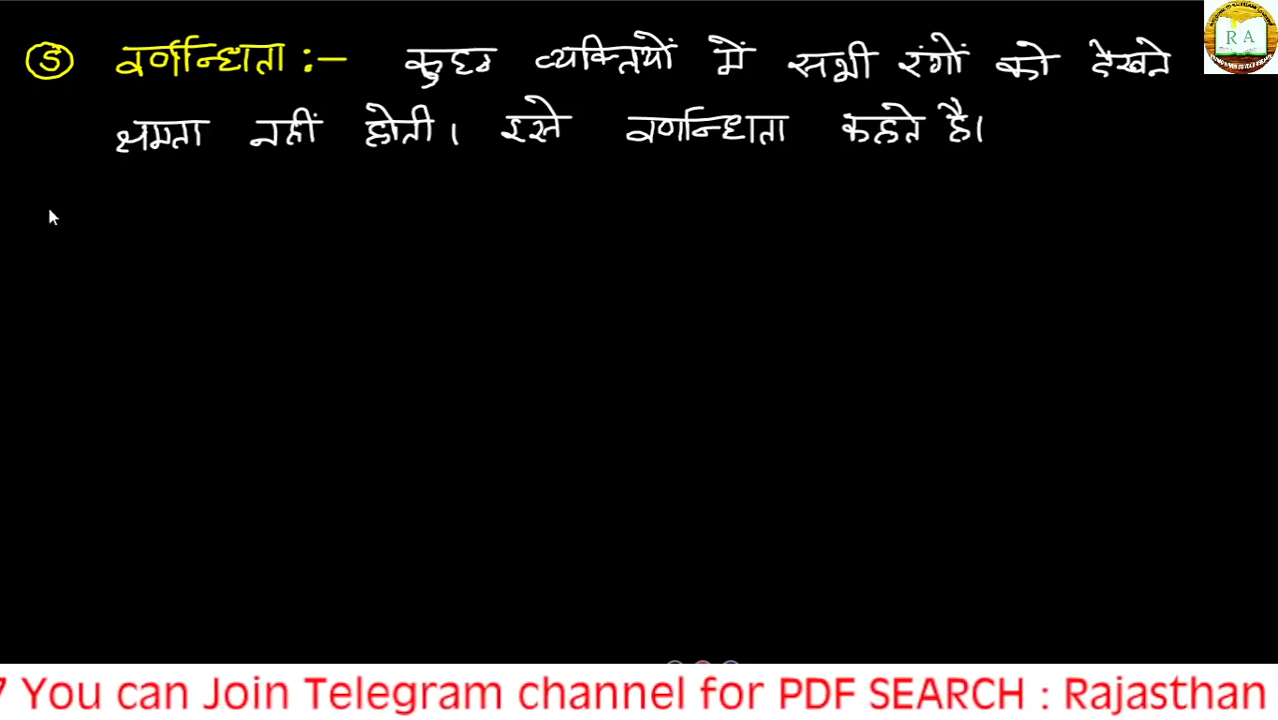 ⑤ वर्णान्धता :- कुछ व्यक्तियों में सभी रंगों को देखने
क्षमता नहीं होती। इसे वर्णान्धता कहते है।
R A
7 You can Join Telegram channel for PDF SEARCH : Rajasthan